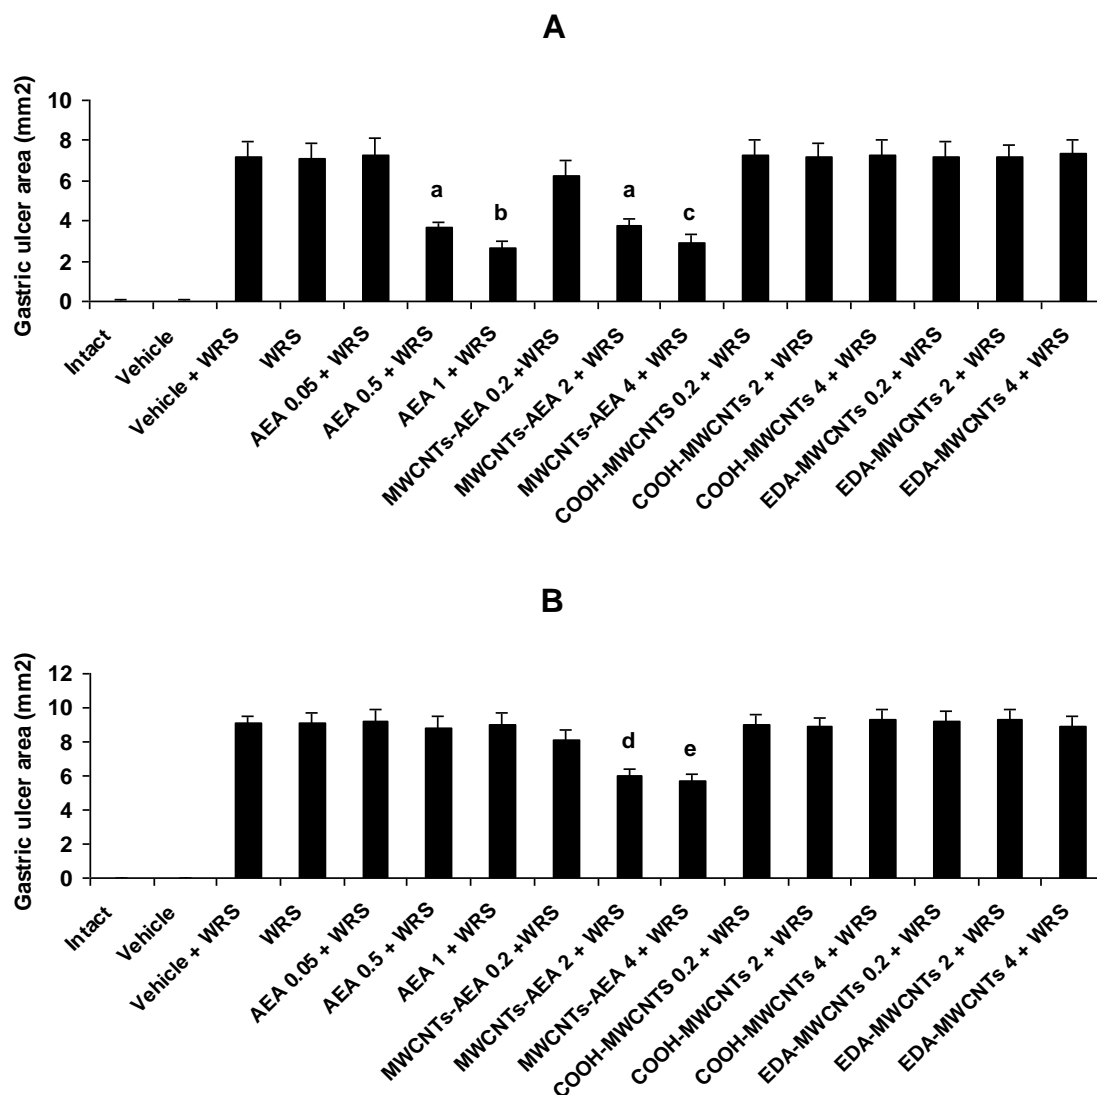 A
Gastric ulcer area (mm2)
10
8
6
4
2
0
a
b
a
c
Intact
Vehicle
Vehicle + WRS
WRS
AEA 0.05 + WRS
AEA 0.5 + WRS
AEA 1 + WRS
MWCNTs-AEA 0.2 +WRS
MWCNTs-AEA 2 + WRS
MWCNTs-AEA 4 + WRS
COOH-MWCNTS 0.2 + WRS
COOH-MWCNTs 2 + WRS
COOH-MWCNTs 4 + WRS
EDA-MWCNTs 0.2 + WRS
EDA-MWCNTs 2 + WRS
EDA-MWCNTs 4 + WRS
B
Gastric ulcer area (mm2)
12
10
8
6
4
2
0
d
e
Intact
Vehicle
Vehicle + WRS
WRS
AEA 0.05 + WRS
AEA 0.5 + WRS
AEA 1 + WRS
MWCNTs-AEA 0.2 +WRS
MWCNTs-AEA 2 + WRS
MWCNTs-AEA 4 + WRS
COOH-MWCNTS 0.2 + WRS
COOH-MWCNTs 2 + WRS
COOH-MWCNTs 4 + WRS
EDA-MWCNTs 0.2 + WRS
EDA-MWCNTs 2 + WRS
EDA-MWCNTs 4 + WRS